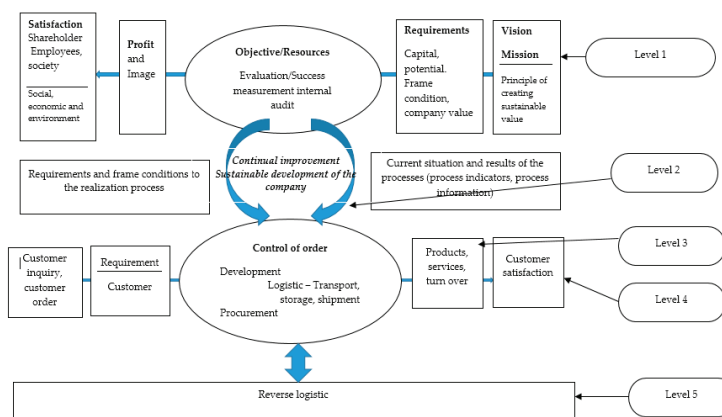 Satisfaction
Shareholder
Employees,
society
Social,
economic and
environment
Profit
and
Image
Objective/Resources
Evaluation/Success
measurement internal
audit
Requirements
Capital,
potential.
Frame
condition,
company value
Vision
Mission
Principle of
creating
sustainable
value
Level 1
Requirements and frame conditions to
the realization process
Continual improvement
Sustainable development of the
company
Current situation and results of the
processes (process indicators, process
information)
Level 2
Customer
inquiry,
customer
order
Requirement
Customer
Control of order
Development
Logistic – Transport,
storage, shipment
Procurement
Products,
services,
turn over
Customer
satisfaction
Level 3
Level 4
Reverse logistic
Level 5